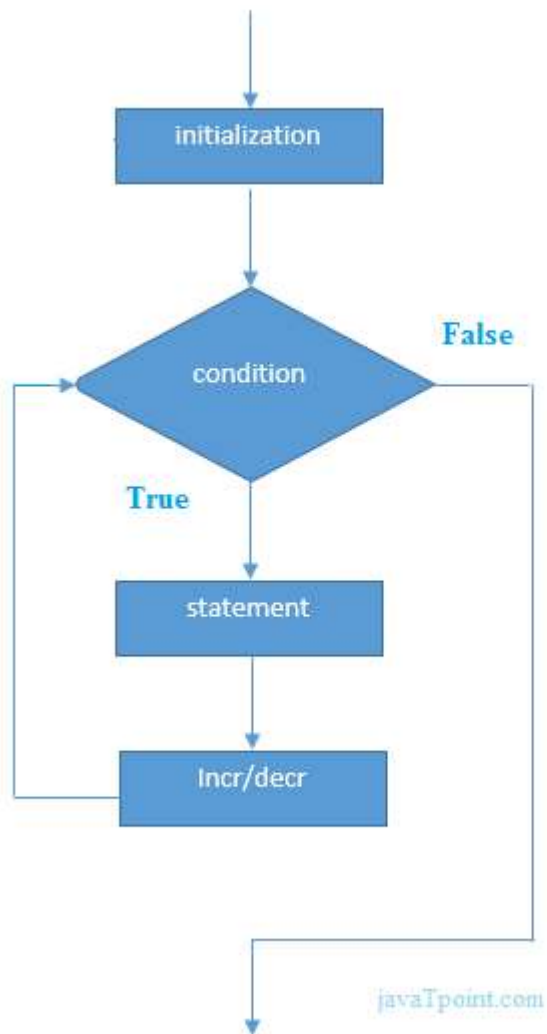 initialization
False
condition
True
statement
Incr/decr
javaTpoint.com